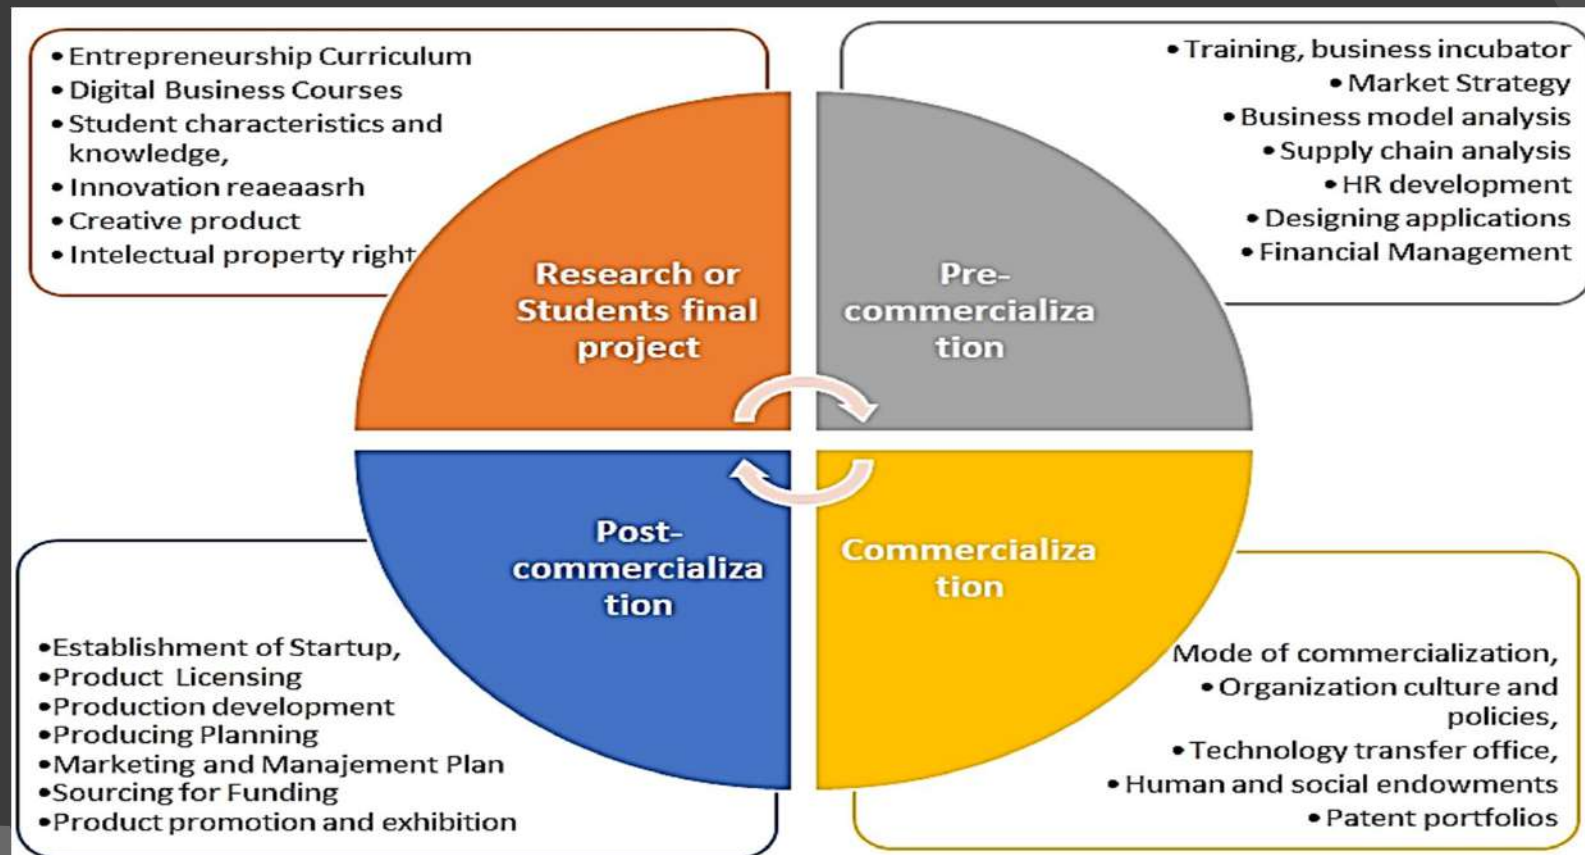 •Entrepreneurship Curriculum
•Digital Business Courses
•Student characteristics and
knowledge,
•Innovation reaeaasrh
•Creative product
•Intelectual property right
•Training, business incubator
•Market Strategy
•Business model analysis
•Supply chain analysis
•HR development
•Designing applications
•Financial Management
Research or
Students final
project
Pre-
commercializa
tion
Post-
commercializa
tion
Commercializa
tion
•Establishment of Startup,
•Product Licensing
•Production development
•Producing Planning
•Marketing and Manajement Plan
•Sourcing for Funding
•Product promotion and exhibition
Mode of commercialization,
•Organization culture and
policies,
•Technology transfer office,
•Human and social endowments
•Patent portfolios